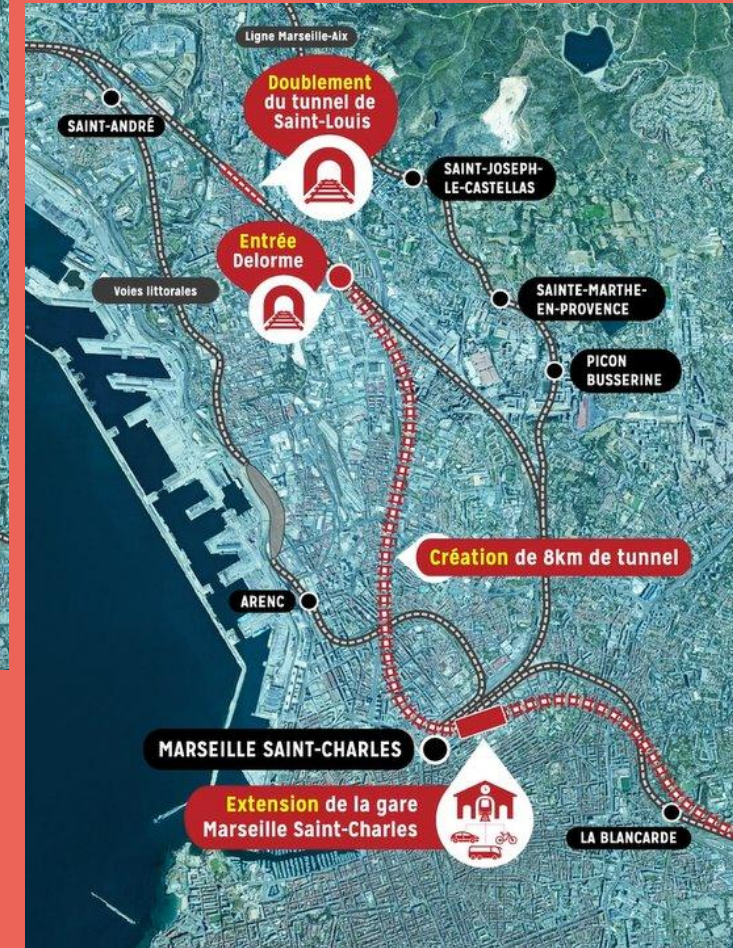 Ligne Marseille-Aix
Doublement
du tunnel de
Saint-Louis
SAINT-ANDRÉ
SAINT-JOSEPH-
LE-CASTELLAS
Entrée
Delorme
Voies littorales
SAINTE-MARTHE-
EN-PROVENCE
PICON
BUSSERINE
Création de 8km de tunnel
ARENC
MARSEILLE SAINT-CHARLES
Extension de la gare
Marseille Saint-Charles
LA BLANCARDE